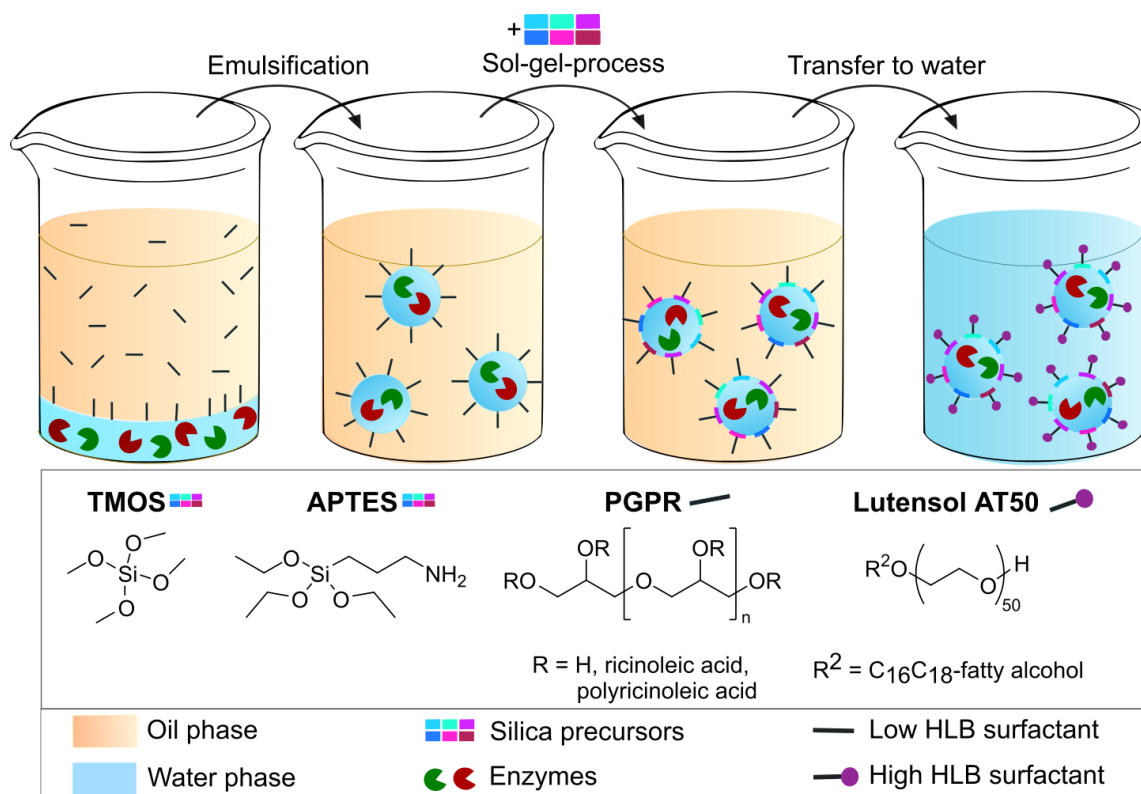 +
Emulsification
Sol-gel-process
Transfer to water
TMOS
APTES
PGPR
Lutensol AT50
O
O
Si
O
O
O
Si
O
O
NH2
OR
OR
RO
O
OR
n
R2O
O
H
50
R = H, ricinoleic acid,
polyricinoleic acid
R2 = C16C18-fatty alcohol
Oil phase
Silica precursors
Low HLB surfactant
Water phase
Enzymes
High HLB surfactant